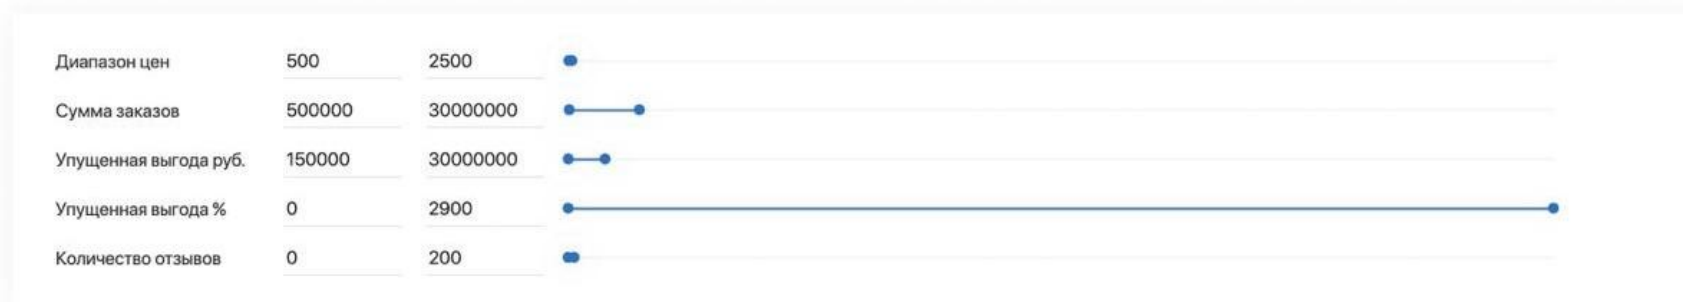 Диапазон цен 500 2500
Сумма заказов 500000 30000000
Упущенная выгода руб. 150000 30000000
Упущенная выгода % 0 2900
Количество отзывов 0 200